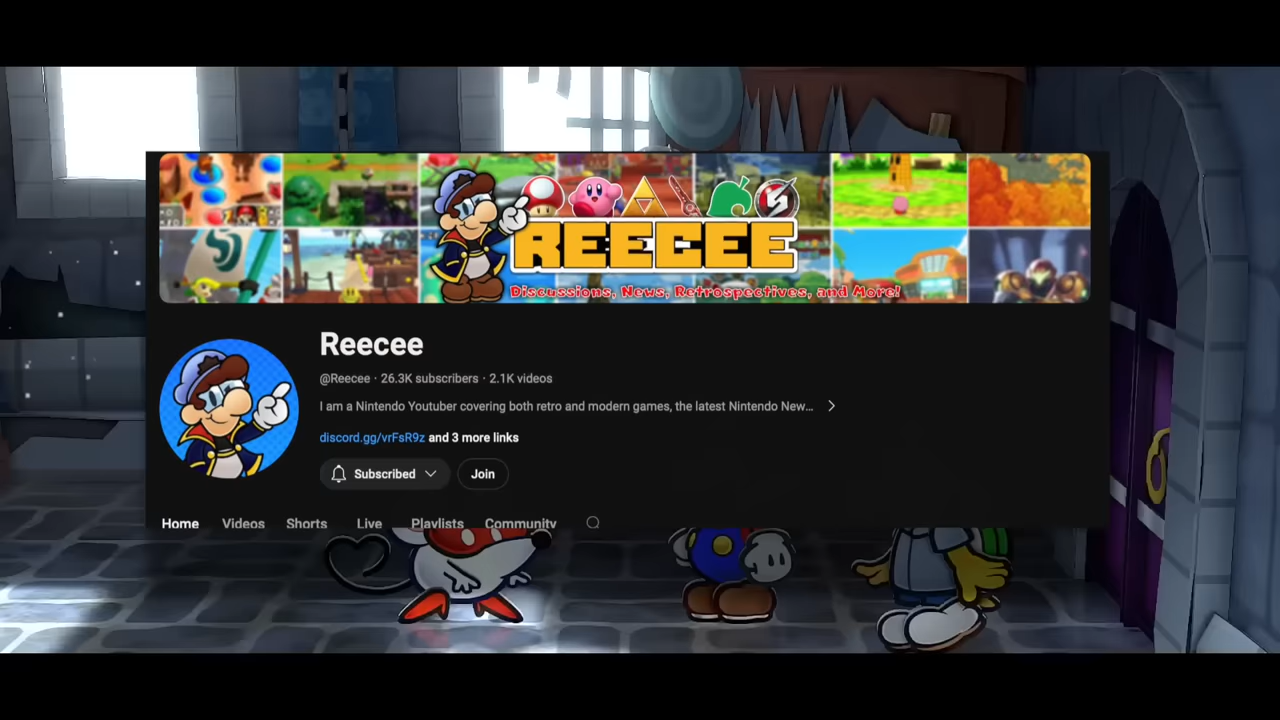 REECEE
Discussions, News, Retrospectives, and More!
Reecee
@Reecee · 26.3K subscribers · 2.1K videos
I am a Nintendo Youtuber covering both retro and modern games, the latest Nintendo New...
discord.gg/vrFsR9z and 3 more links
Subscribed Join
Home Videos Shorts Live Playlists Community